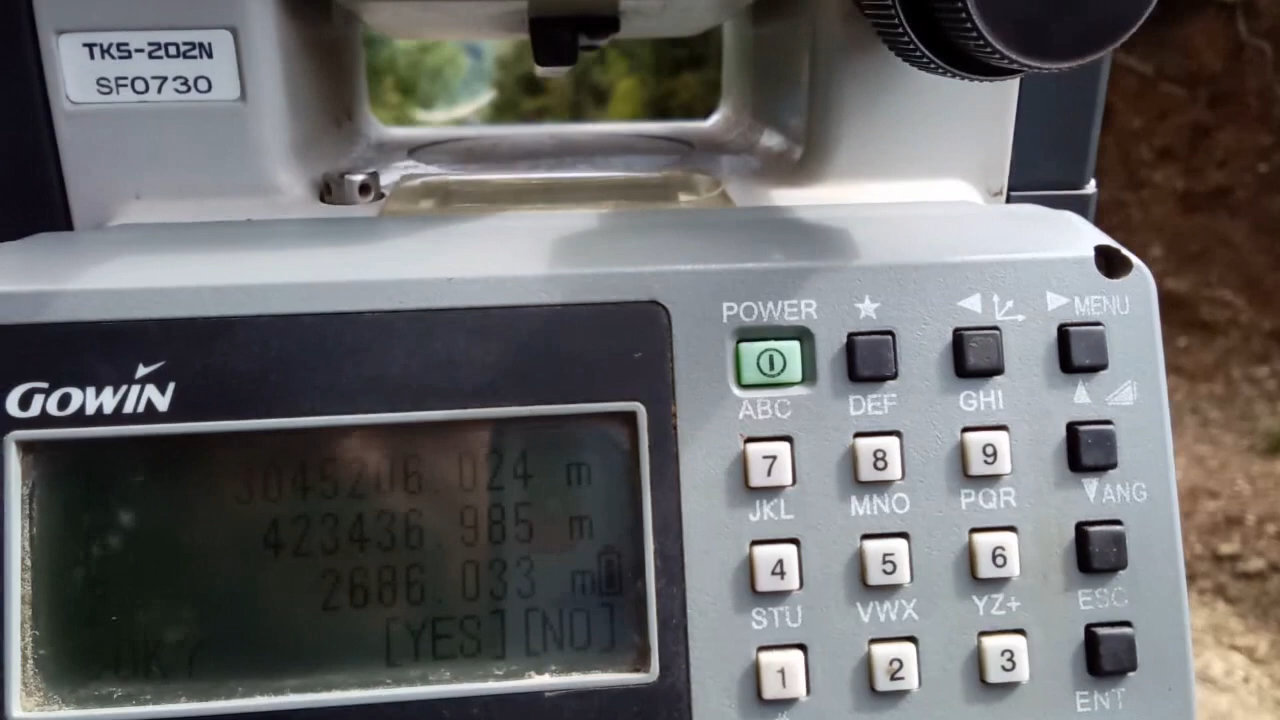 TKS-202N
SF0730
GOWIN
3045206.024 m
423436.985 m
2686.033 m
OK? [YES] [NO]
POWER ★ ◀ ▶ MENU
ABC DEF GHI ▲
7 8 9
JKL MNO PQR ▼ ANG
4 5 6
STU VWX YZ+ ESC
1 2 3
ENT